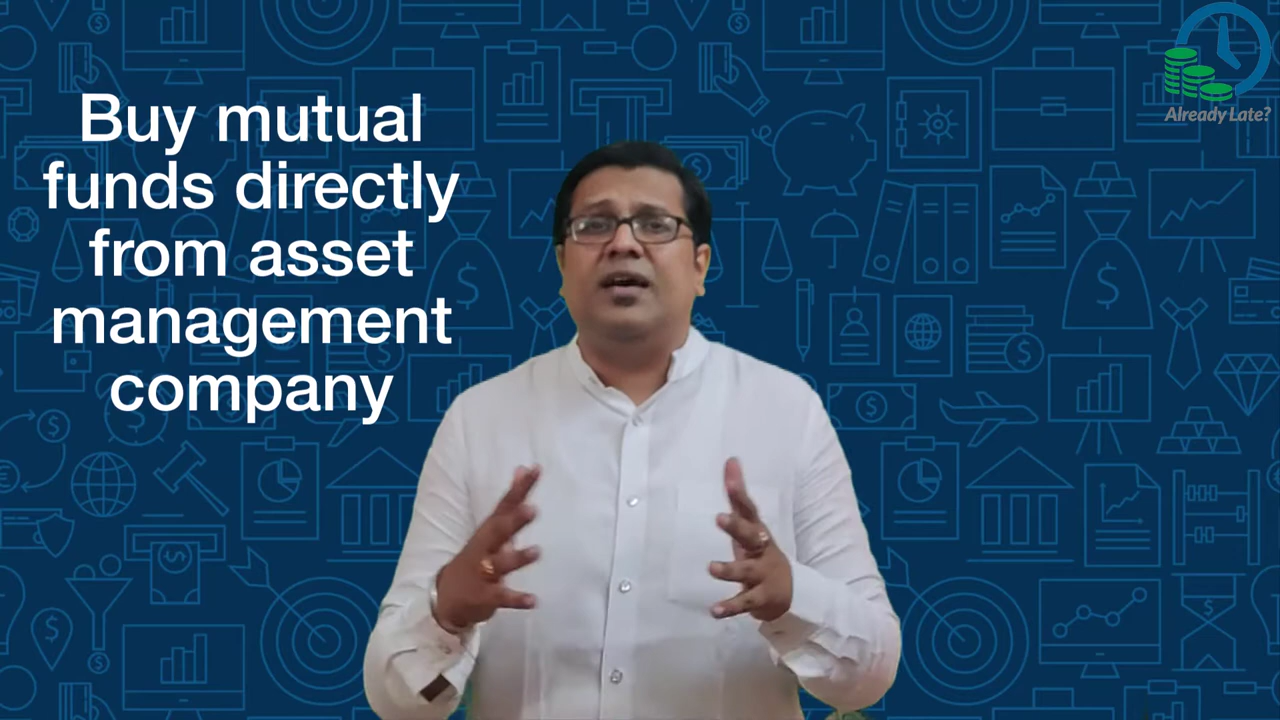 Buy mutual
funds directly
from asset
management
company
Already Late?